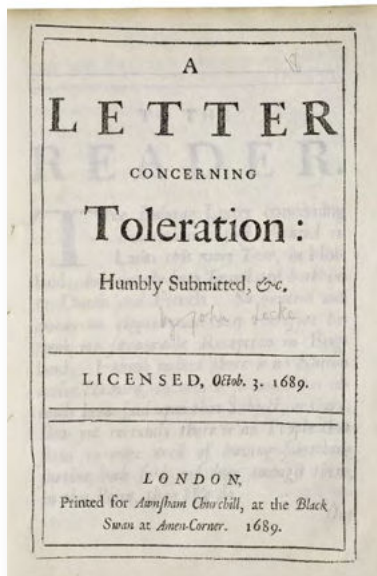 A
LETTER
CONCERNING
Toleration:
Humbly Submitted, &c.
by John Locke
LICENSED, Octob. 3. 1689.
LONDON,
Printed for Awnsham Churchill, at the Black
Swan at Amen-Corner. 1689.